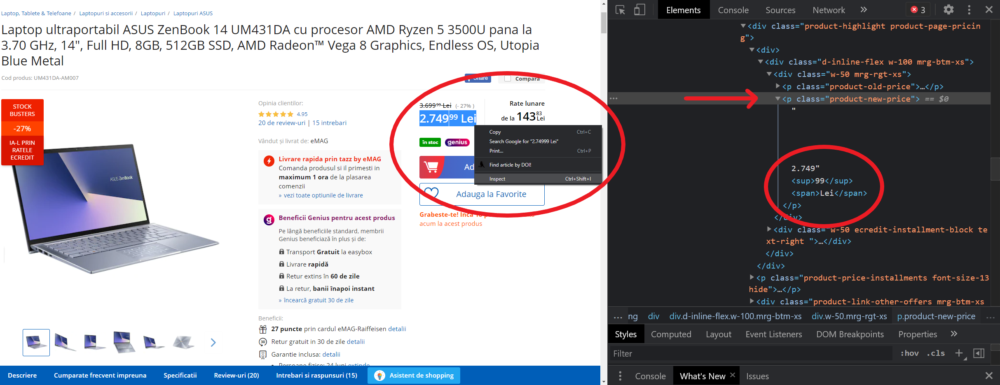 Laptop, Tablete & Telefoane / Laptopuri si accesorii / Laptopuri / Laptopuri ASUS
Laptop ultraportabil ASUS ZenBook 14 UM431DA cu procesor AMD Ryzen 5 3500U pana la
3.70 GHz, 14", Full HD, 8GB, 512GB SSD, AMD Radeon™ Vega 8 Graphics, Endless OS, Utopia
Blue Metal
Cod produs: UM431DA-AM007
Share
Compara
STOCK
BUSTERS
-27%
IA-L PRIN
RATELE
ECREDIT
ASUS ZenBook
Opinia clientilor:
4.95
20 de review-uri | 15 intrebari
Vândut și livrat de: eMAG
Livrare rapida prin tazz by eMAG
Comanda produsul si il primesti in
maximum 1 ora de la plasarea
comenzii
» vezi toate optiunile de livrare
g Beneficii Genius pentru acest produs
Pe lângă beneficiile standard, membrii
Genius beneficiază în plus și de:
Transport Gratuit la easybox
Livrare rapidă
Retur extins în 60 de zile
La retur, banii înapoi instant
» încearcă gratuit 30 de zile
Beneficii:
27 puncte prin cardul eMAG-Raiffeisen detalii
30 Retur gratuit in 30 de zile detalii
Garantie inclusa: detalii
• Persoane fizice: 24 luni extinde
3.699⁹⁹ Lei (- 27% )
2.749⁹⁹ Lei
Rate lunare
de la 143⁸³ Lei
în stoc genius
Ad
Adauga la Favorite
Grabeste-te! Inca
acum la acest produs
Copy Ctrl+C
Search Google for “2.74999 Lei”
Print... Ctrl+P
Find article by DOI!
Inspect Ctrl+Shift+I
Descriere Cumparate frecvent impreuna Specificatii Review-uri (20) Intrebari si raspunsuri (15) Asistent de shopping
Elements Console Sources Network » 3
▼<div class="product-highlight product-page-pricin
g">
▼<div>
▼<div class="d-inline-flex w-100 mrg-btm-xs">
▼<div class="w-50 mrg-rgt-xs">
▶<p class="product-old-price">…</p>
… ▼<p class="product-new-price"> == $0
"
2.749"
<sup>99</sup>
<span>Lei</span>
</p>
</div>
▶<div class="w-50 ecredit-installment-block te
xt-right ">…</div>
</div>
</div>
▶<p class="product-price-installments font-size-13
hide">…</p>
▶<div class="product-link-other-offers mrg-btm-xs
... ng div div.d-inline-flex.w-100.mrg-btm-xs div.w-50.mrg-rgt-xs p.product-new-price ...
Styles Computed Layout Event Listeners DOM Breakpoints Properties »
Filter :hov .cls +
Console What's New × Issues